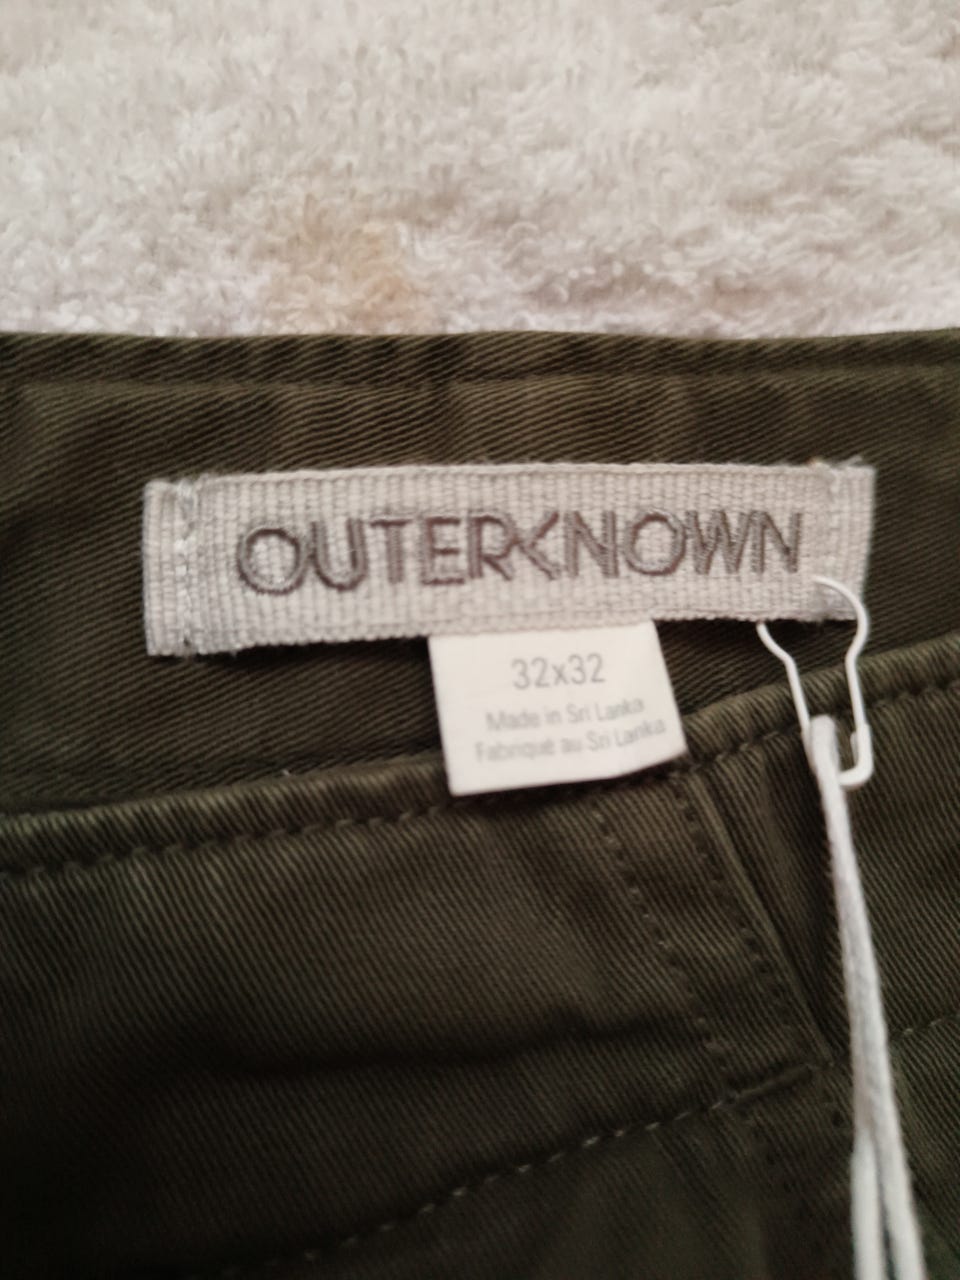 OUTERKNOWN
32x32
Made in Sri Lanka
Fabriqué au Sri Lanka